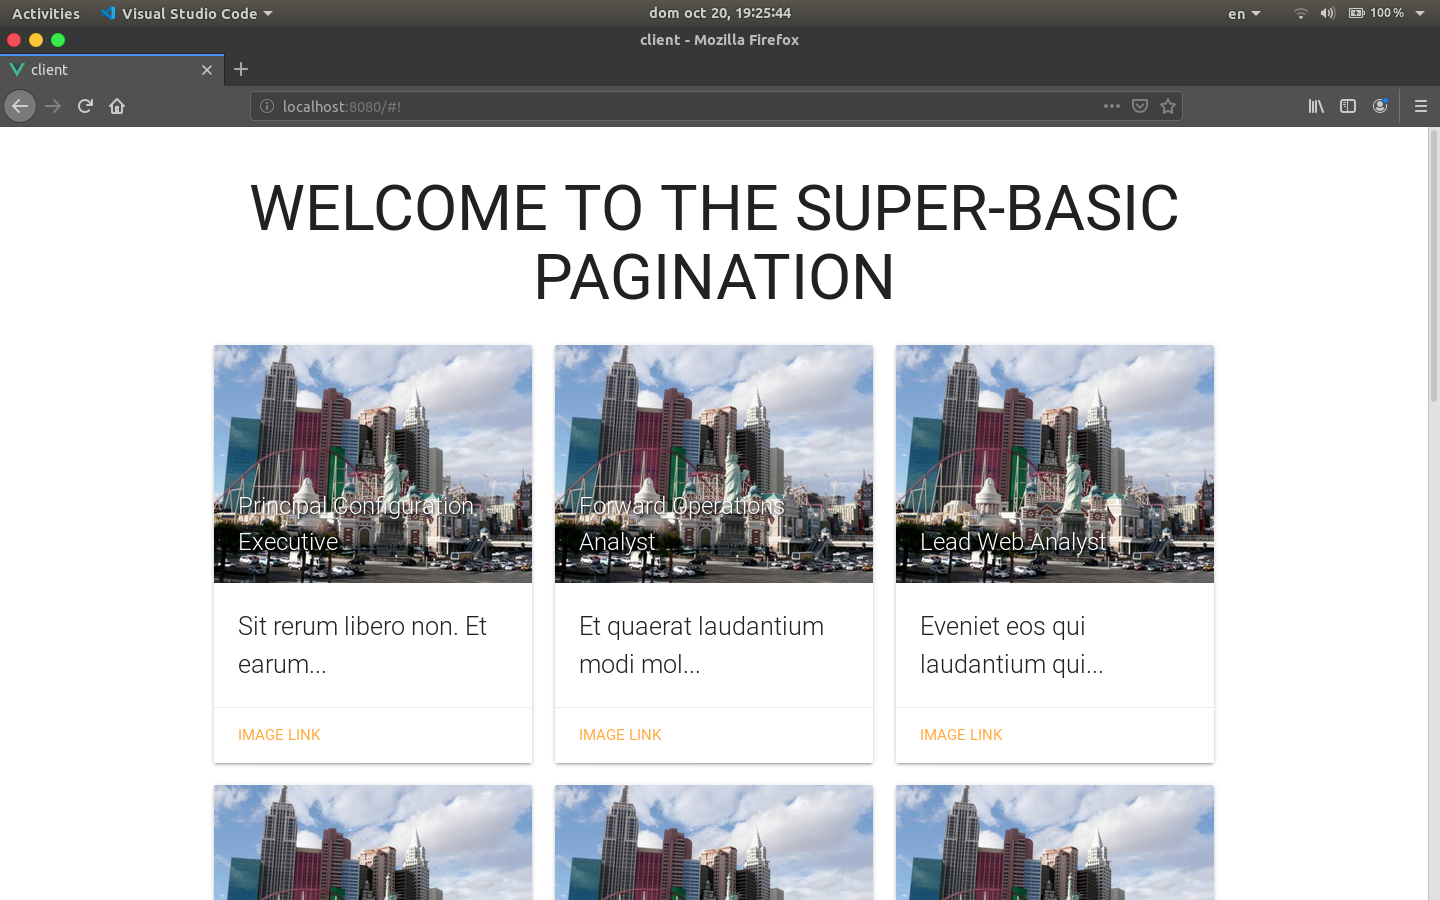 Activities Visual Studio Code dom oct 20, 19:25:44 en 100 %
client - Mozilla Firefox
client
localhost:8080/#!
WELCOME TO THE SUPER-BASIC
PAGINATION
Principal Configuration
Executive
Sit rerum libero non. Et
earum...
IMAGE LINK
Forward Operations
Analyst
Et quaerat laudantium
modi mol...
IMAGE LINK
Lead Web Analyst
Eveniet eos qui
laudantium qui...
IMAGE LINK